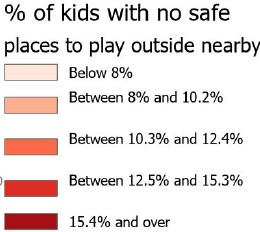 % of kids with no safe
places to play outside nearby
Below 8%
Between 8% and 10.2%
Between 10.3% and 12.4%
Between 12.5% and 15.3%
15.4% and over